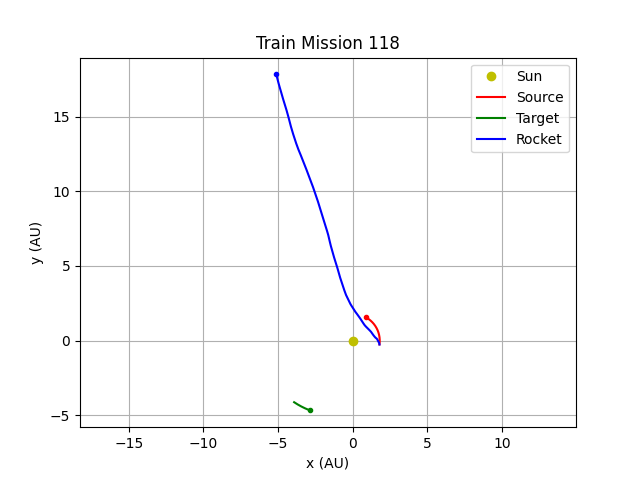 Train Mission 118
Sun
Source
Target
Rocket
y (AU)
15
10
5
0
−5
−15
−10
−5
0
5
10
x (AU)